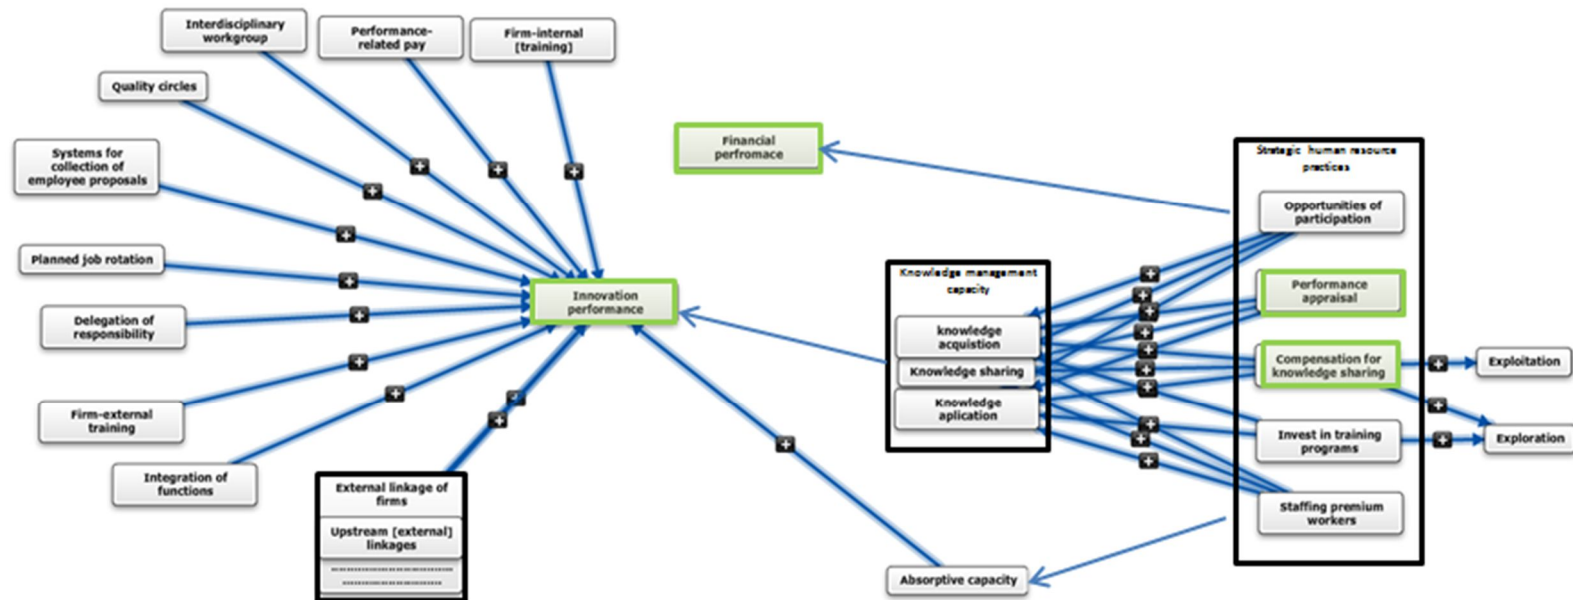 Interdisciplinary
workgroup
Performance-
related pay
Firm-internal
[training]
Quality circles
Systems for
collection of
employee proposals
Planned job rotation
Delegation of
responsibility
Firm-external
training
Integration of
functions
External linkage of
firms
Upstream [external]
linkages
Innovation
performance
Financial
perfromace
Knowledge management
capacity
knowledge
acquistion
Knowledge sharing
Knowledge
aplication
Absorptive capacity
Strategic human resource
practices
Opportunities of
participation
Performance
appraisal
Compensation for
knowledge sharing
Invest in training
programs
Staffing premium
workers
Exploitation
Exploration